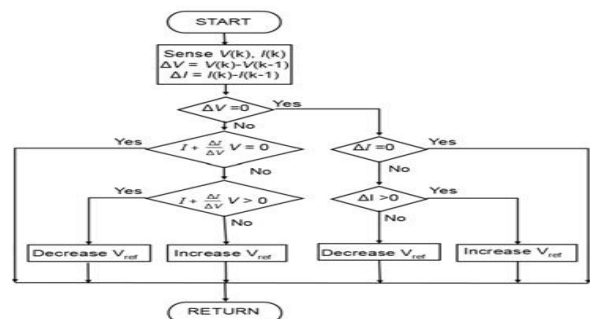 START
Sense V(k), I(k)
ΔV = V(k)-V(k-1)
ΔI = I(k)-I(k-1)
ΔV =0
Yes
No
Yes
I + ΔI/ΔV V = 0
ΔI=0
Yes
No
No
Yes
I + ΔI/ΔV V > 0
ΔI >0
Yes
No
No
Decrease Vref
Increase Vref
Decrease Vref
Increase Vref
RETURN